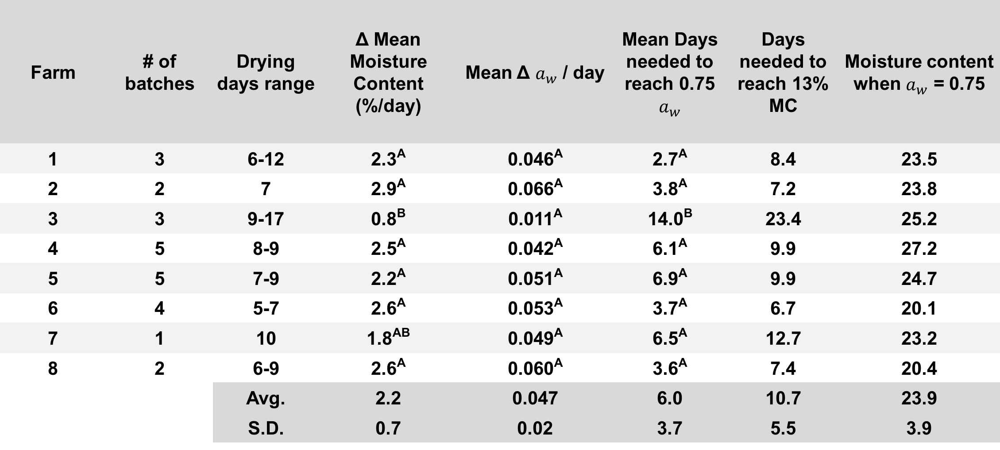 Farm # of batches Drying days range Δ Mean Moisture Content (%/day) Mean Δ a_w / day Mean Days needed to reach 0.75 a_w Days needed to reach 13% MC Moisture content when a_w = 0.75
1 3 6-12 2.3^A 0.046^A 2.7^A 8.4 23.5
2 2 7 2.9^A 0.066^A 3.8^A 7.2 23.8
3 3 9-17 0.8^B 0.011^A 14.0^B 23.4 25.2
4 5 8-9 2.5^A 0.042^A 6.1^A 9.9 27.2
5 5 7-9 2.2^A 0.051^A 6.9^A 9.9 24.7
6 4 5-7 2.6^A 0.053^A 3.7^A 6.7 20.1
7 1 10 1.8^AB 0.049^A 6.5^A 12.7 23.2
8 2 6-9 2.6^A 0.060^A 3.6^A 7.4 20.4
Avg. 2.2 0.047 6.0 10.7 23.9
S.D. 0.7 0.02 3.7 5.5 3.9